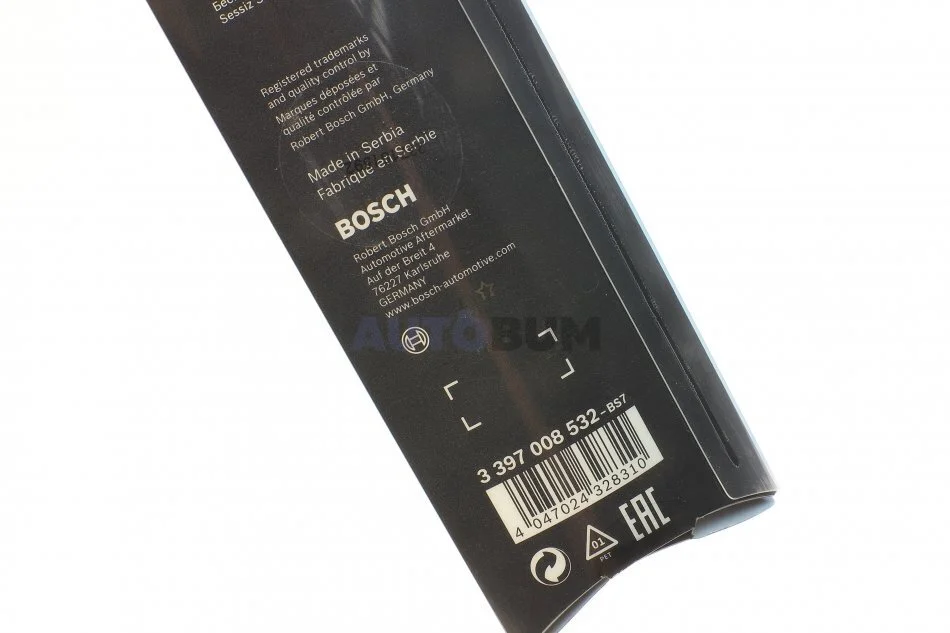 Sessiz
Registered trademarks
and quality control by
Marques déposées et
qualité contrôlée par
Robert Bosch GmbH, Germany
Made in Serbia
Fabriqué en Serbie
BOSCH
Robert Bosch GmbH
Automotive Aftermarket
Auf der Breit 4
76227 Karlsruhe
GERMANY
www.bosch-automotive.com
AUTOBUM
3 397 008 532-BS7
4 047024 328310
01
PET
EAC